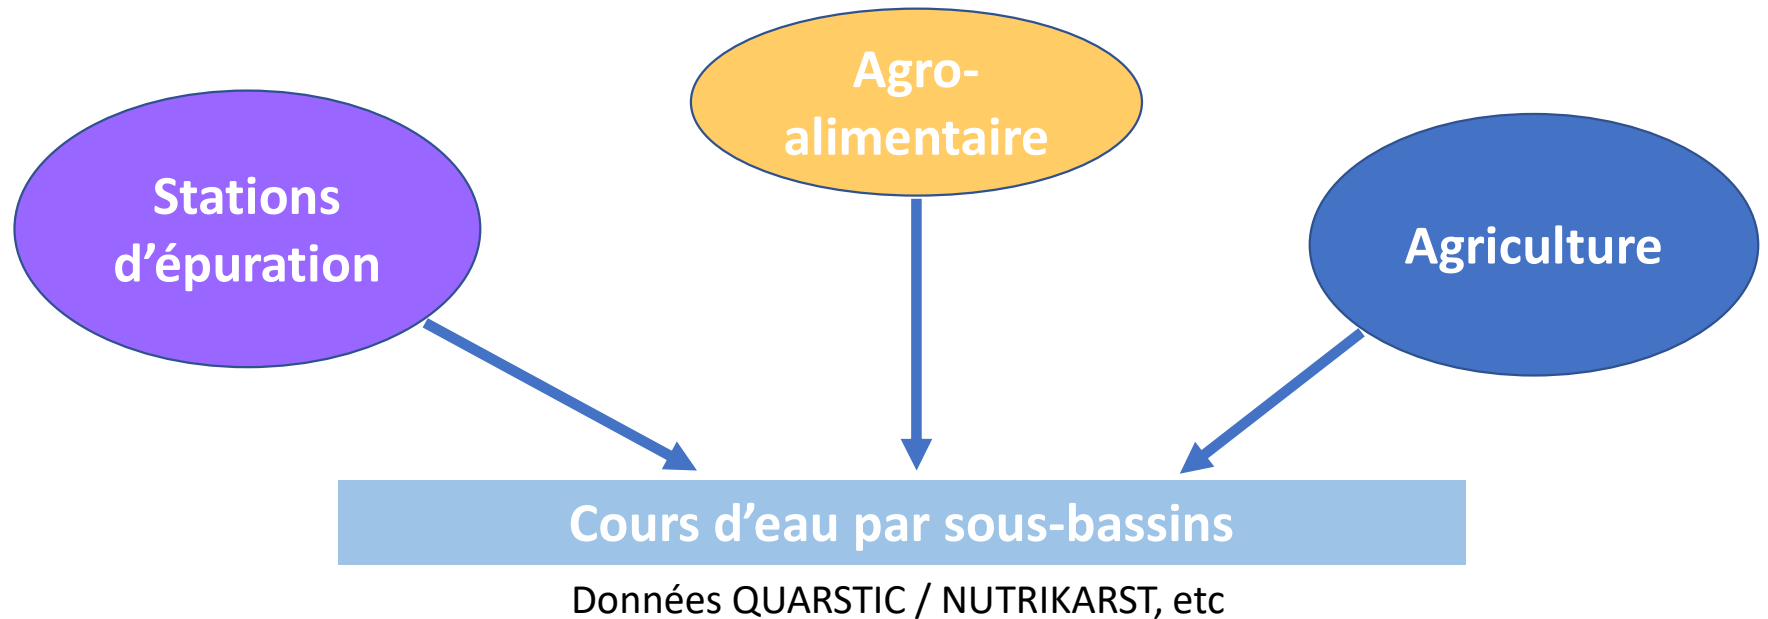 Agro-
alimentaire
Stations
d’épuration
Agriculture
Cours d’eau par sous-bassins
Données QUARSTIC / NUTRIKARST, etc